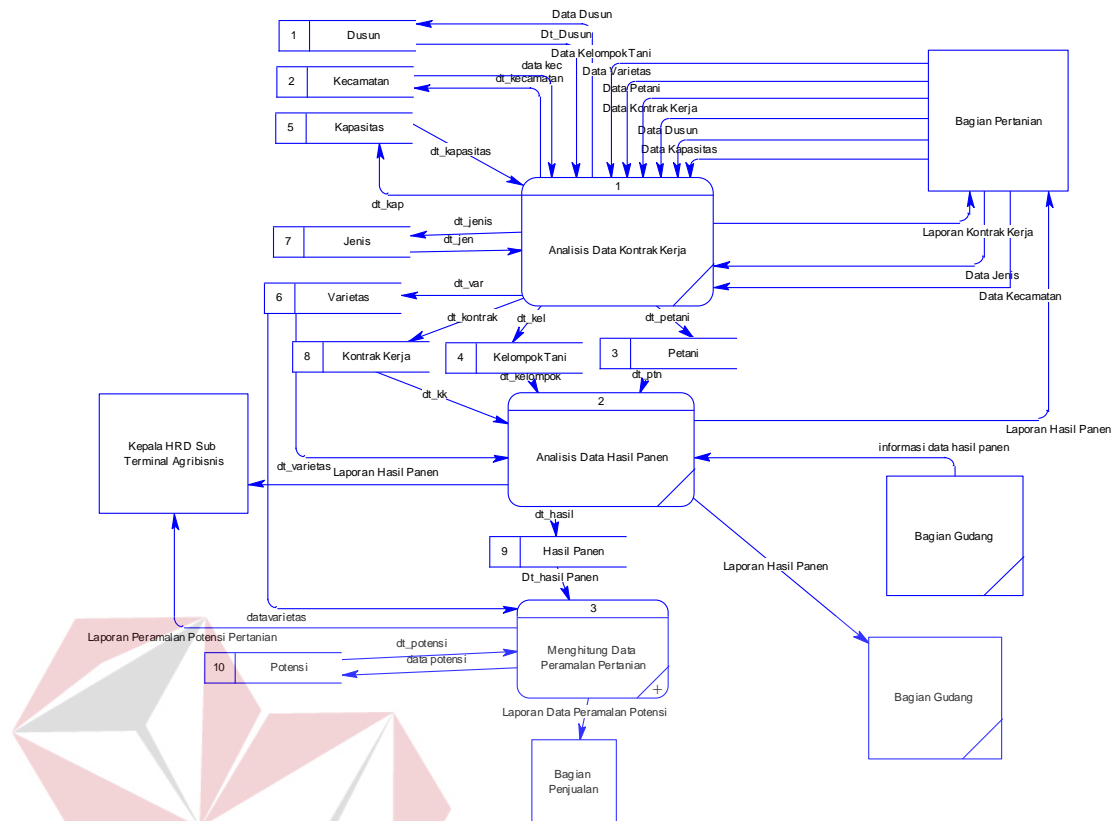 Data Dusun
1 Dusun
Dt_Dusun
Data Kelompok Tani
data kec
2 Kecamatan
dt_kecamatan
Data Varietas
Data Petani
Data Kontrak Kerja
5 Kapasitas
Data Dusun
Data Kapasitas
Bagian Pertanian
dt_kapasitas
dt_kap
1
Analisis Data Kontrak Kerja
dt_jenis
7 Jenis
dt_jen
Laporan Kontrak Kerja
Data Jenis
Data Kecamatan
dt_var
6 Varietas
dt_kontrak
dt_kel
dt_petani
8 Kontrak Kerja
4 Kelompok Tani
3 Petani
dt_kelompok
dt_ptn
dt_kk
2
Analisis Data Hasil Panen
Laporan Hasil Panen
Kepala HRD Sub
Terminal Agribisnis
dt_varietas
Laporan Hasil Panen
informasi data hasil panen
Bagian Gudang
dt_hasil
9 Hasil Panen
Dt_hasil Panen
Laporan Hasil Panen
3
Menghitung Data
Peramalan Pertanian
+
datavarietas
Laporan Peramalan Potensi Pertanian
dt_potensi
10 Potensi
data potensi
Bagian Gudang
Laporan Data Peramalan Potensi
Bagian
Penjualan